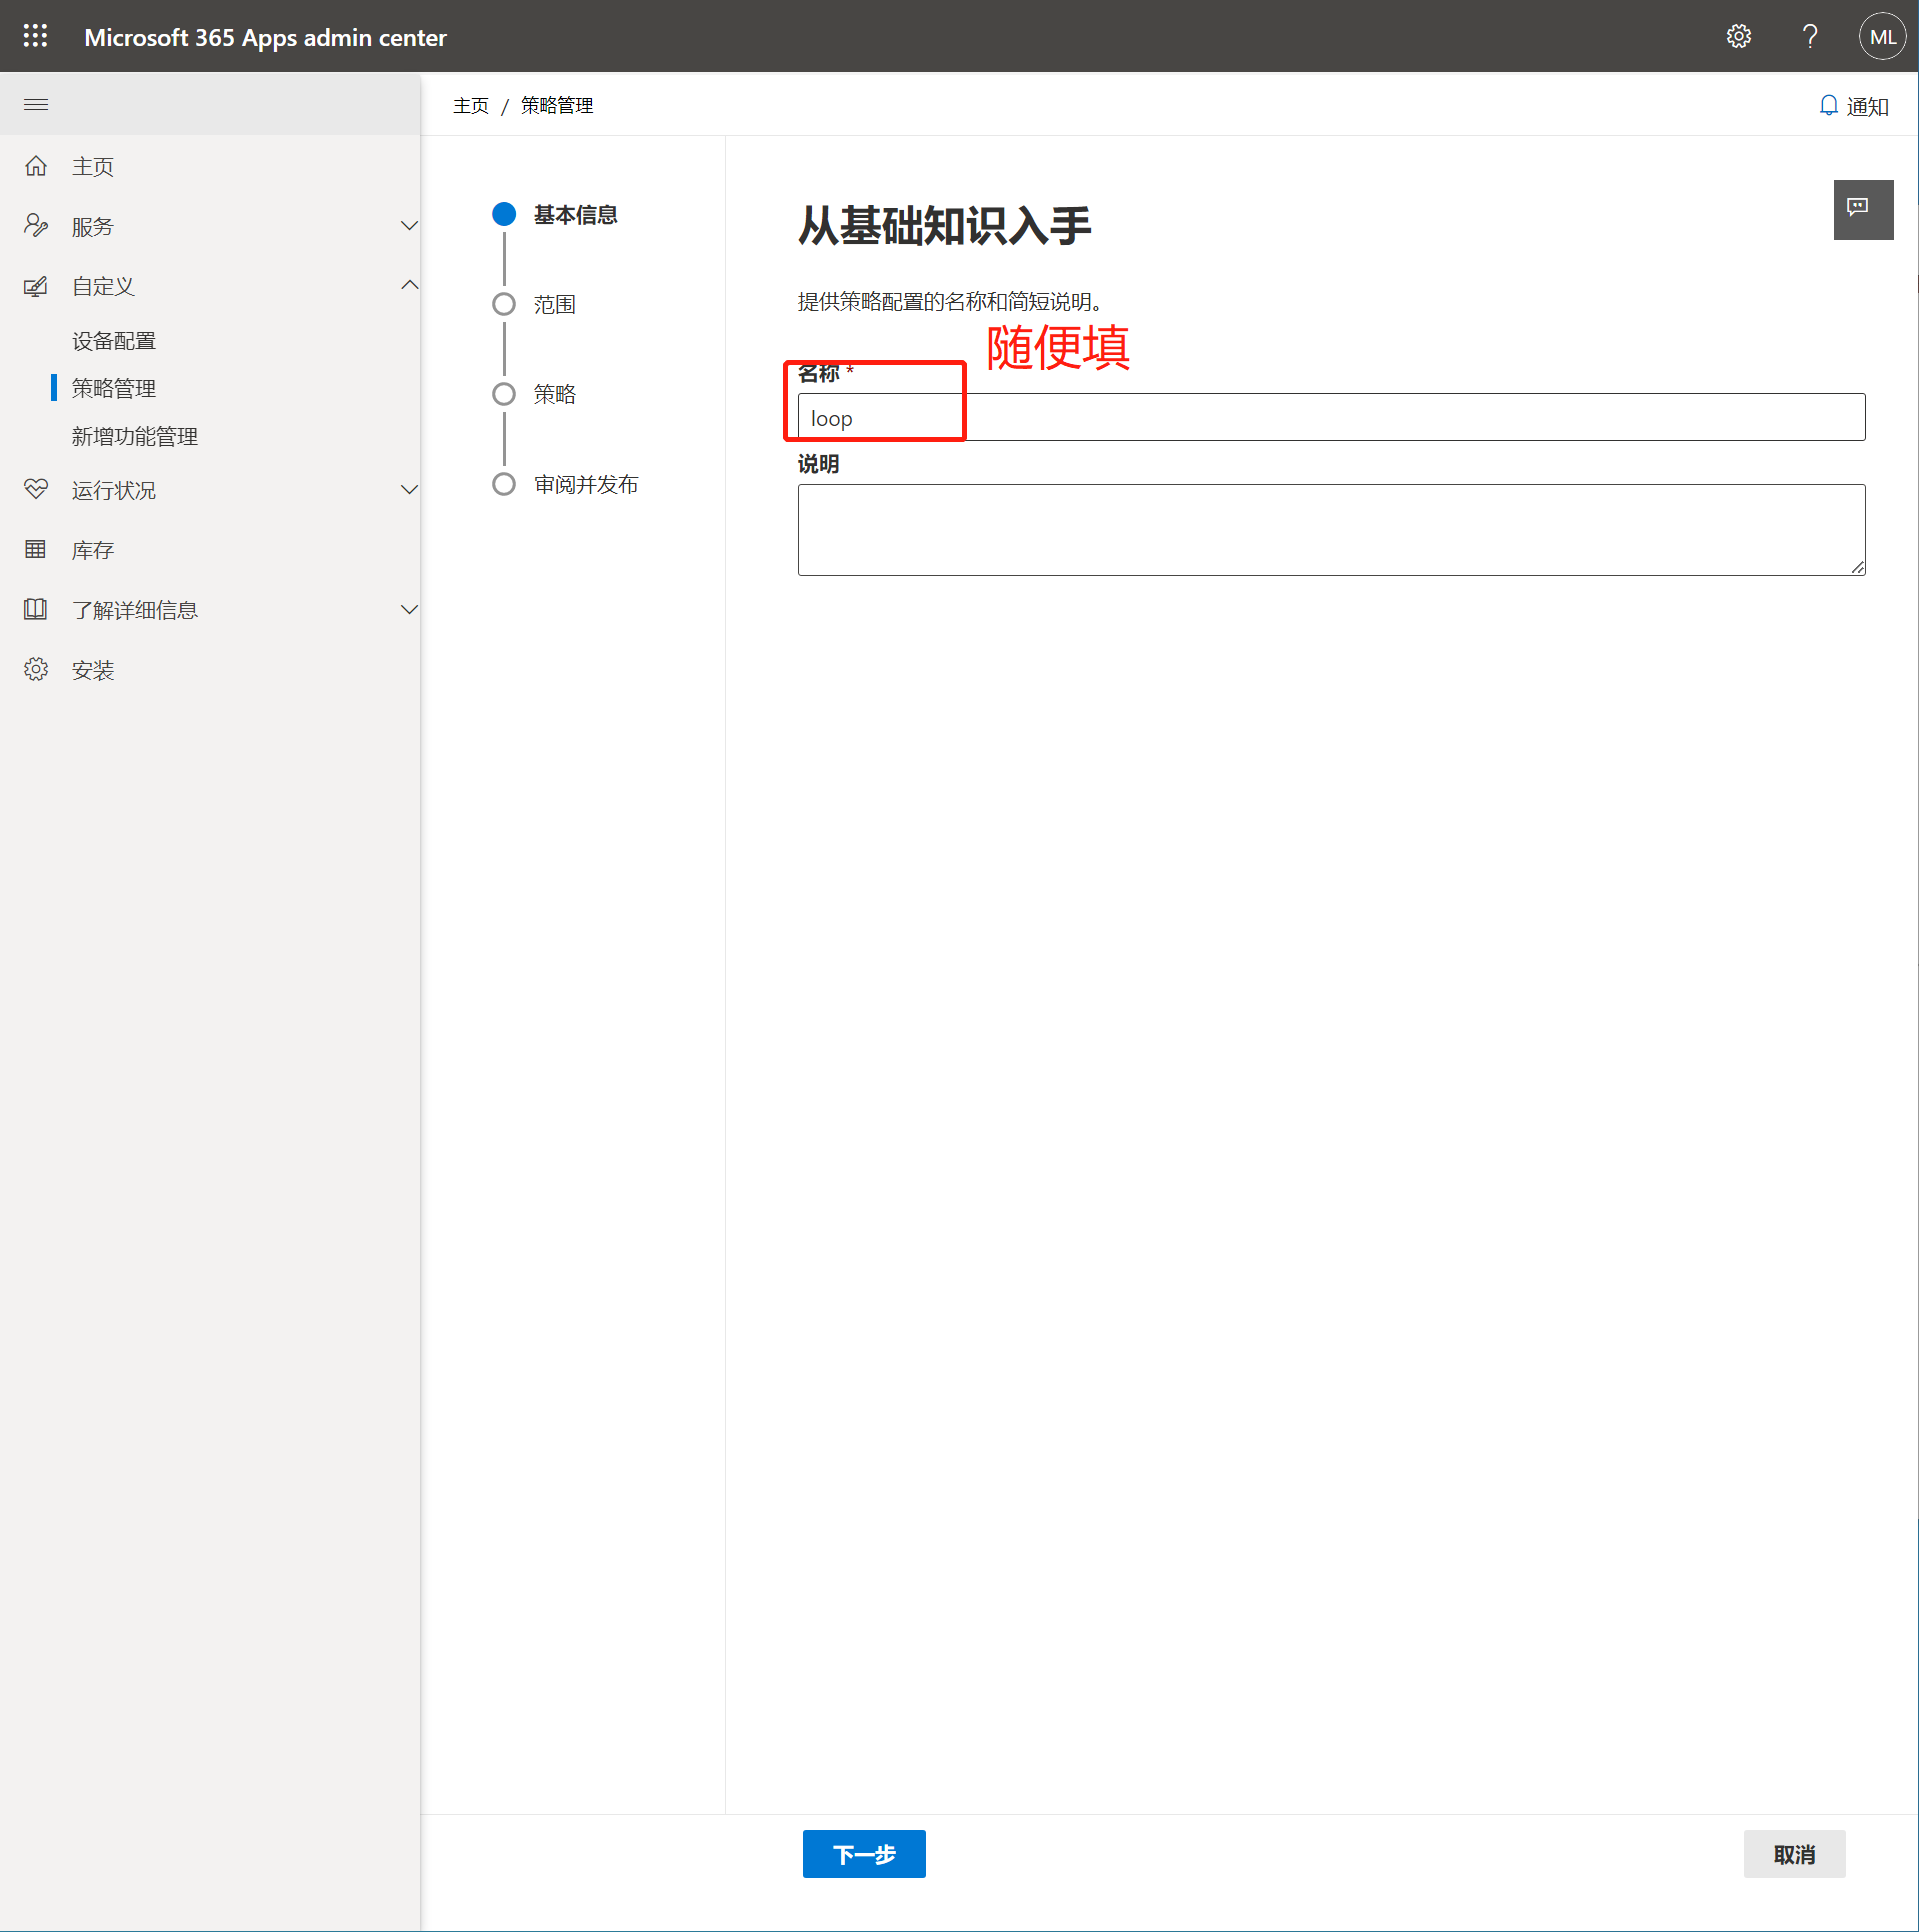 Microsoft 365 Apps admin center
ML
主页 / 策略管理
通知
主页
服务
自定义
设备配置
策略管理
新增功能管理
运行状况
库存
了解详细信息
安装
基本信息
范围
策略
审阅并发布
从基础知识入手
提供策略配置的名称和简短说明。
随便填
名称 *
loop
说明
下一步
取消